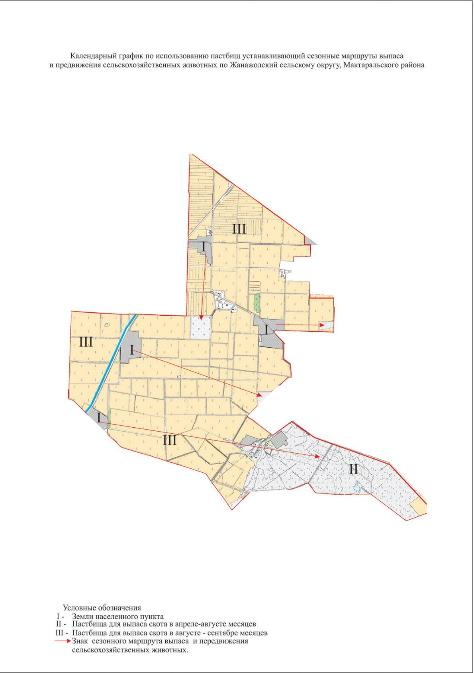 Календарный график по использованию пастбищ устанавливающий сезонные маршруты выпаса
и предвижения сельскохозяйственных животных по Жанажолский сельскому округу, Мактаральского района
III
I
I
III
I
I
III
II
Условные обозначения
I - Земли населенного пункта
II - Пастбища для выпаса скота в апреле-августе месяцев
III - Пастбища для выпаса скота в августе - сентябре месяцев
Знак сезонного маршрута выпаса и передвижения
сельскохозяйственных животных.